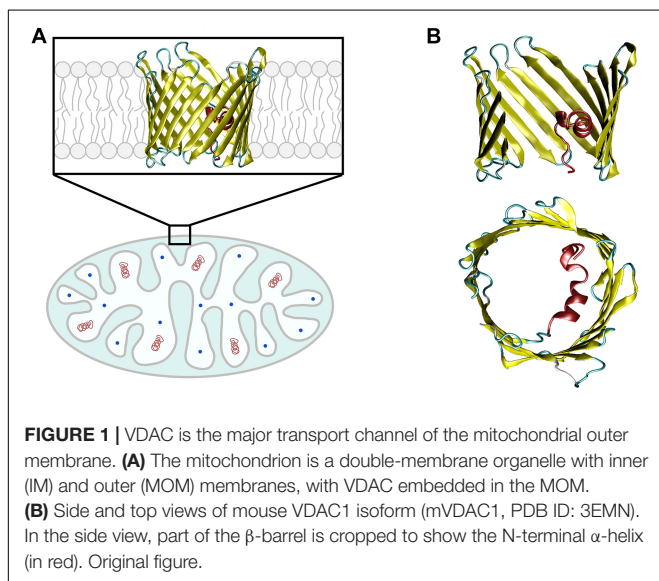 A
B
FIGURE 1 | VDAC is the major transport channel of the mitochondrial outer
membrane. (A) The mitochondrion is a double-membrane organelle with inner
(IM) and outer (MOM) membranes, with VDAC embedded in the MOM.
(B) Side and top views of mouse VDAC1 isoform (mVDAC1, PDB ID: 3EMN).
In the side view, part of the β-barrel is cropped to show the N-terminal α-helix
(in red). Original figure.